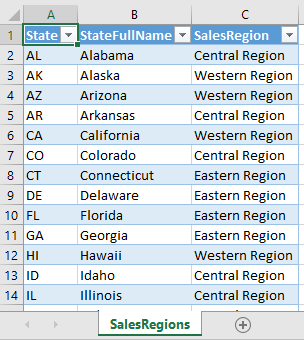 A B C
1 State StateFullName SalesRegion
2 AL Alabama Central Region
3 AK Alaska Western Region
4 AZ Arizona Western Region
5 AR Arkansas Central Region
6 CA California Western Region
7 CO Colorado Central Region
8 CT Connecticut Eastern Region
9 DE Delaware Eastern Region
10 FL Florida Eastern Region
11 GA Georgia Eastern Region
12 HI Hawaii Western Region
13 ID Idaho Central Region
14 IL Illinois Central Region
SalesRegions